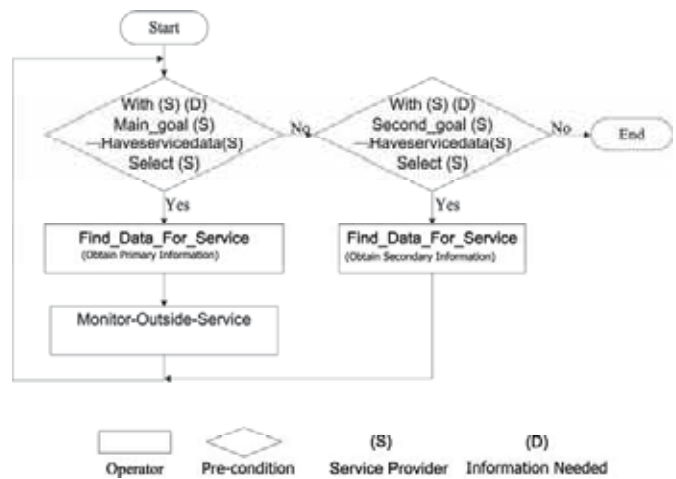 Start
With (S) (D)
Main_goal (S)
¬Haveservicedata(S)
Select (S)
No
With (S) (D)
Second_goal (S)
¬Haveservicedata(S)
Select (S)
No
End
Yes
Yes
Find_Data_For_Service
(Obtain Primary Information)
Find_Data_For_Service
(Obtain Secondary Information)
Monitor-Outside-Service
(S)
(D)
Operator
Pre-condition
Service Provider
Information Needed